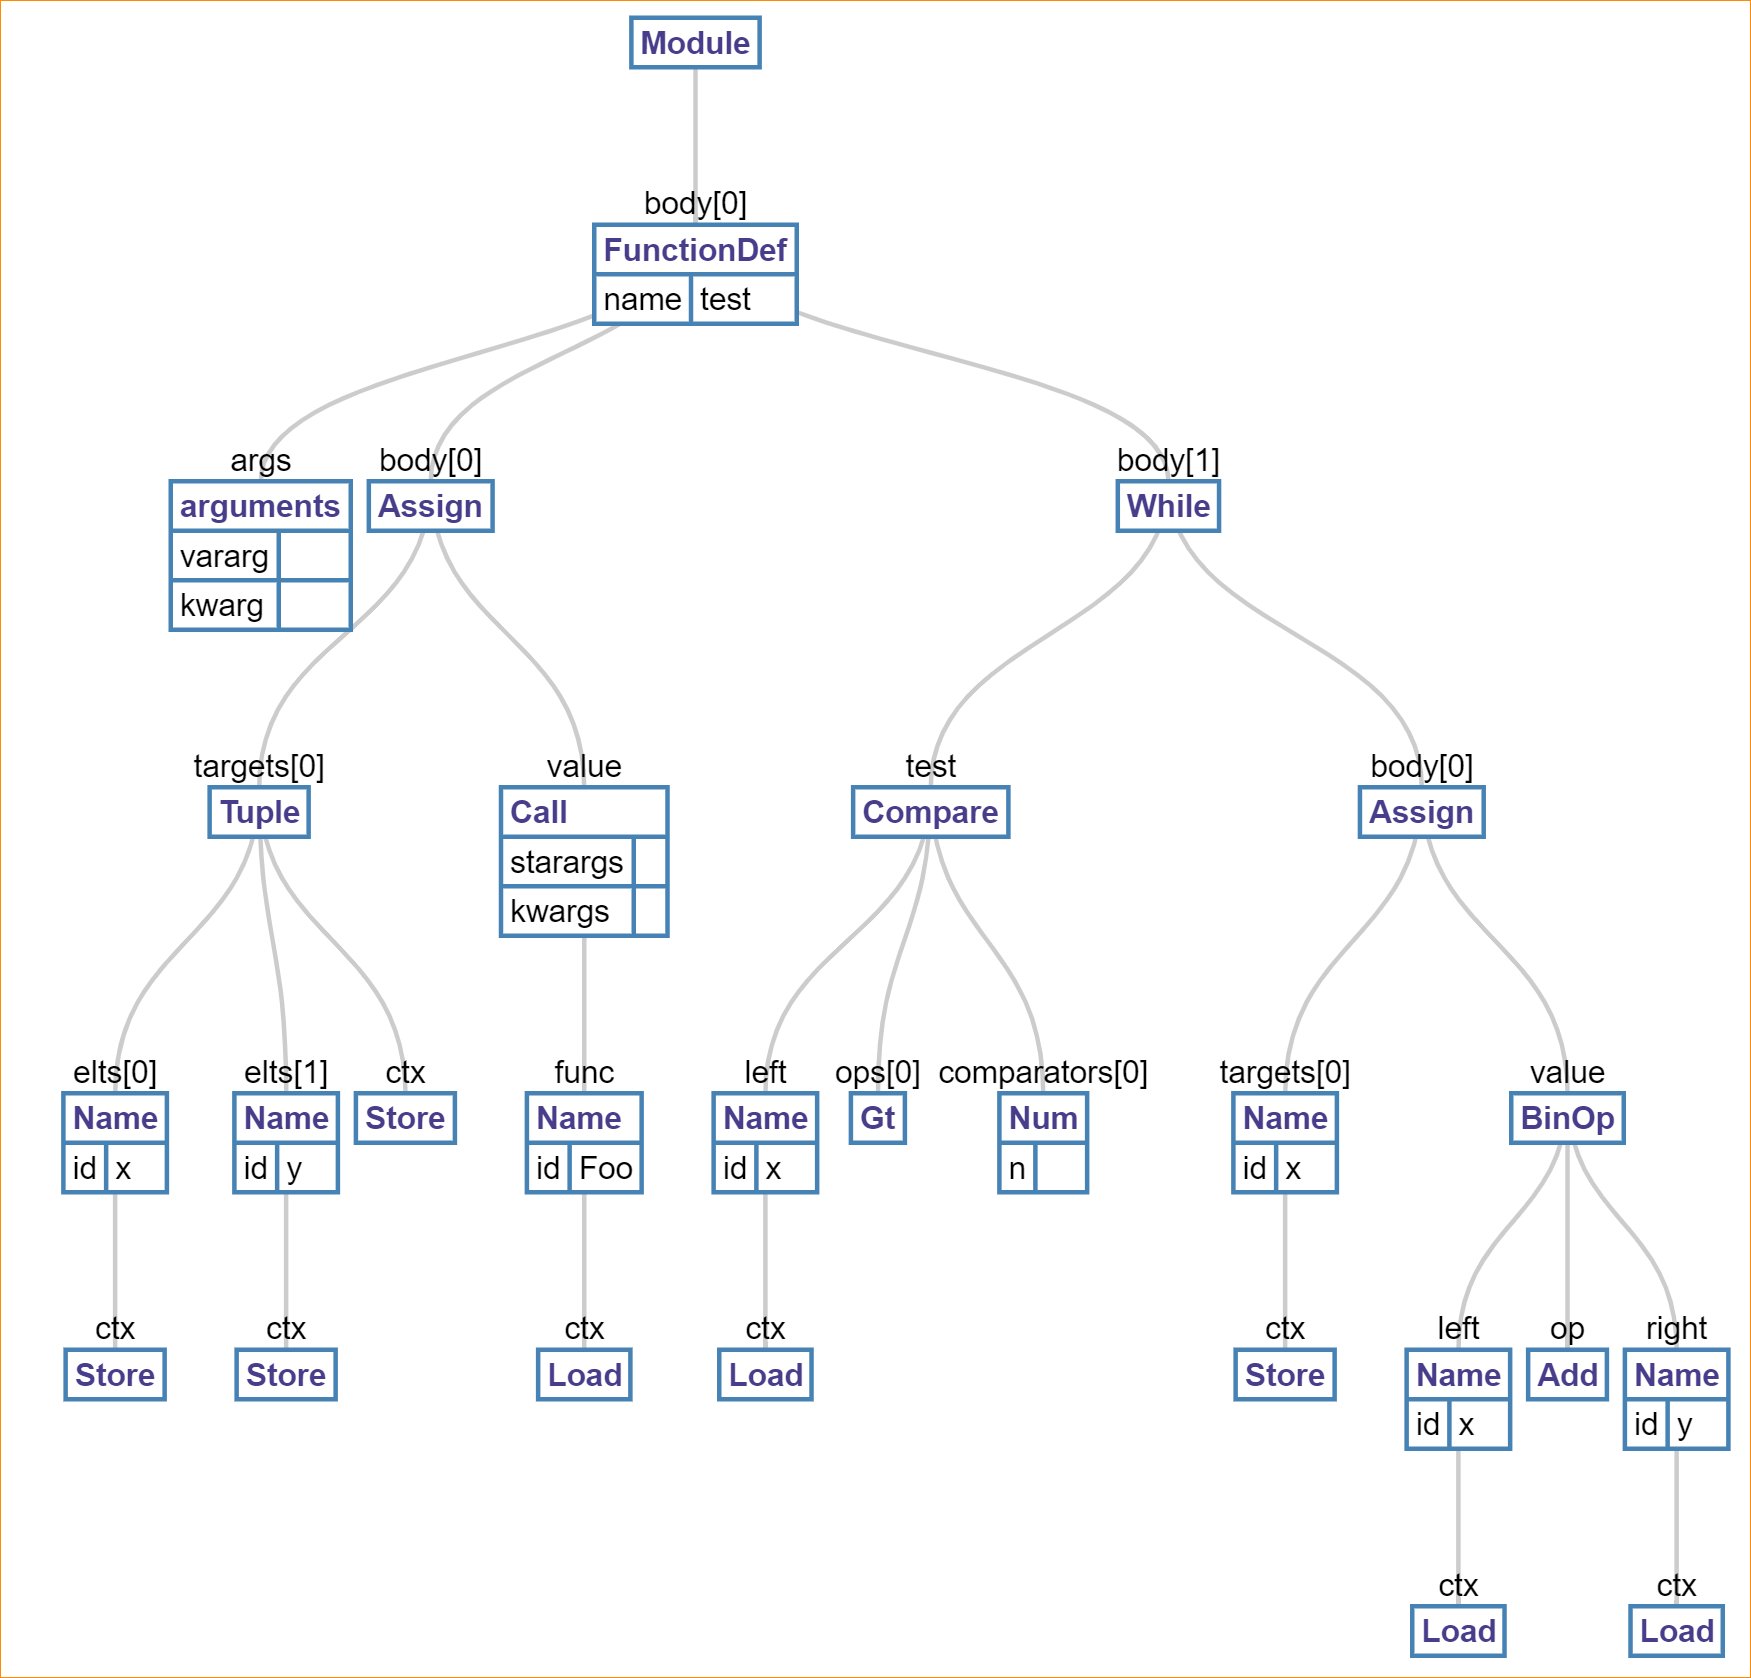 Module
body[0]
FunctionDef
name test
args body[0] body[1]
arguments Assign While
vararg
kwarg
targets[0] value test body[0]
Tuple Call Compare Assign
starargs
kwargs
elts[0] elts[1] ctx func left ops[0] comparators[0] targets[0] value
Name Name Store Name Name Gt Num Name BinOp
id x id y id Foo id x n id x
ctx ctx ctx ctx ctx left op right
Store Store Load Load Store Name Add Name
id x id y
ctx ctx
Load Load